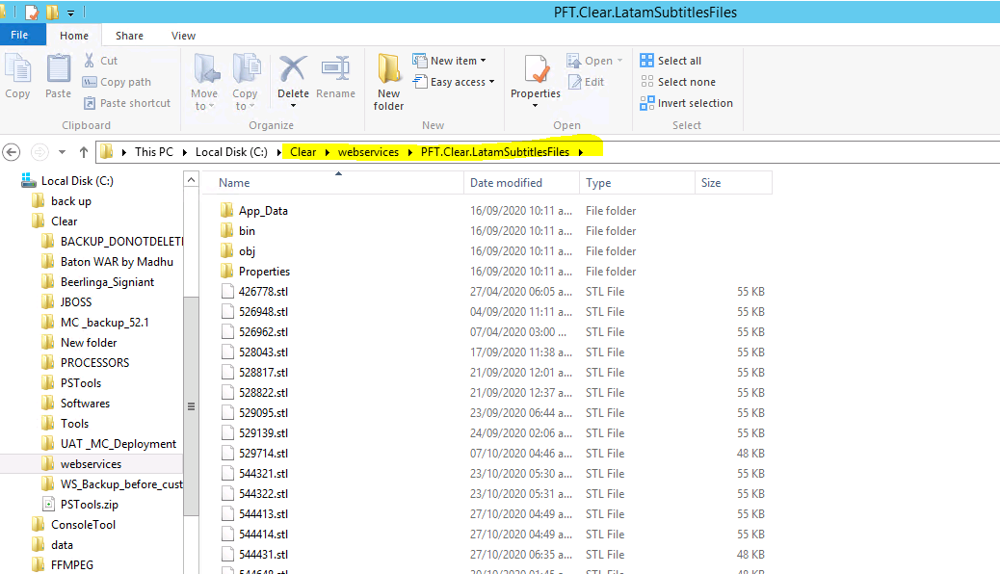 PFT.Clear.LatamSubtitlesFiles
File Home Share View
Cut
Copy path
Paste shortcut
Copy Paste
Clipboard
Move to Copy to Delete Rename
Organize
New folder
New item
Easy access
New
Properties
Open
Edit
Open
Select all
Select none
Invert selection
Select
This PC Local Disk (C:) Clear webservices PFT.Clear.LatamSubtitlesFiles
Local Disk (C:)
back up
Clear
BACKUP_DONOTDELETI
Baton WAR by Madhu
Beerlinga_Signiant
JBOSS
MC _backup_52.1
New folder
PROCESSORS
PSTools
Softwares
Tools
UAT _MC_Deployment
webservices
WS_Backup_before_cust
PSTools.zip
ConsoleTool
data
FFMPEG
Name Date modified Type Size
App_Data 16/09/2020 10:11 a... File folder
bin 16/09/2020 10:11 a... File folder
obj 16/09/2020 10:11 a... File folder
Properties 16/09/2020 10:11 a... File folder
426778.stl 27/04/2020 06:05 a... STL File 55 KB
526948.stl 04/09/2020 11:11 a... STL File 55 KB
526962.stl 07/04/2020 03:00 ... STL File 55 KB
528043.stl 17/09/2020 11:38 a... STL File 55 KB
528817.stl 21/09/2020 12:01 a... STL File 55 KB
528822.stl 21/09/2020 12:37 a... STL File 55 KB
529095.stl 23/09/2020 06:44 a... STL File 55 KB
529139.stl 24/09/2020 02:06 a... STL File 55 KB
529714.stl 07/10/2020 04:46 a... STL File 48 KB
544321.stl 23/10/2020 05:30 a... STL File 55 KB
544322.stl 23/10/2020 05:31 a... STL File 55 KB
544413.stl 27/10/2020 04:49 a... STL File 55 KB
544414.stl 27/10/2020 04:49 a... STL File 55 KB
544431.stl 27/10/2020 06:35 a... STL File 48 KB